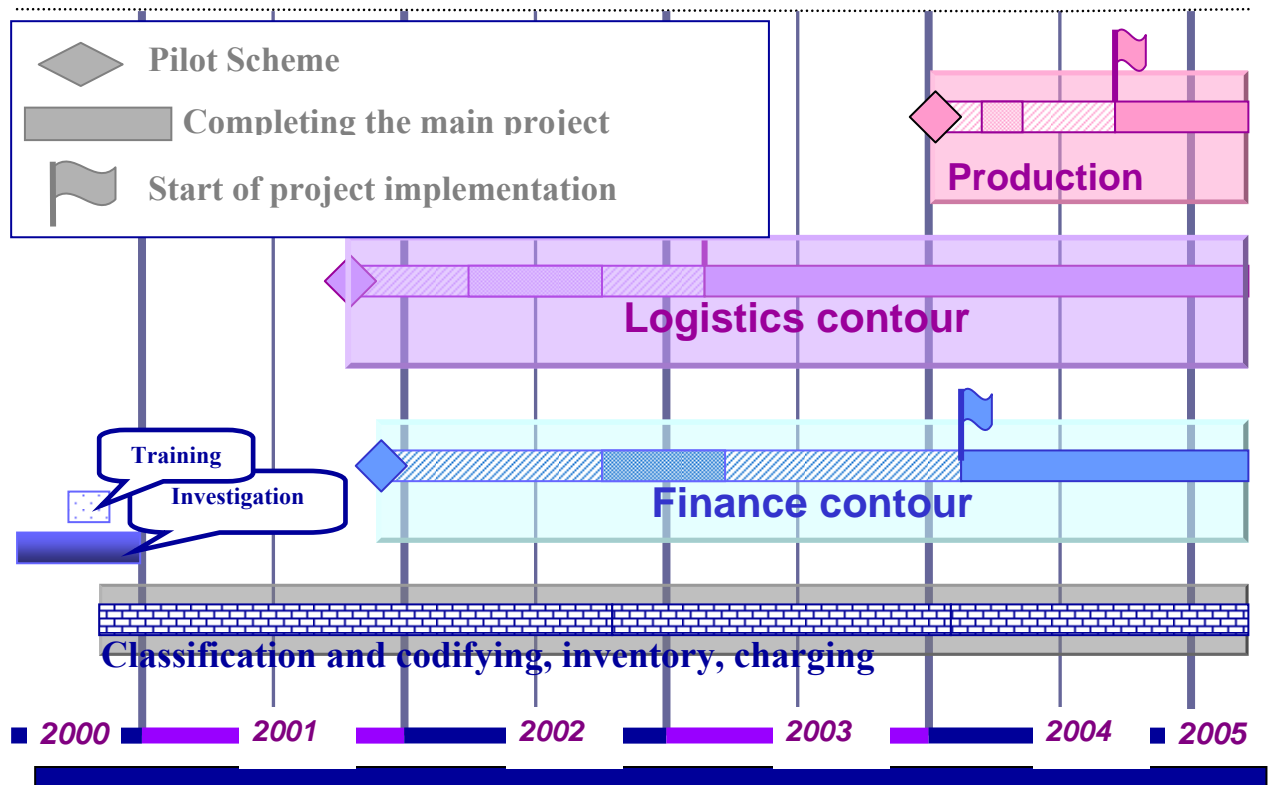 Pilot Scheme
Completing the main project
Start of project implementation
Production
Logistics contour
Training
Investigation
Finance contour
Classification and codifying, inventory, charging
2000 2001 2002 2003 2004 2005